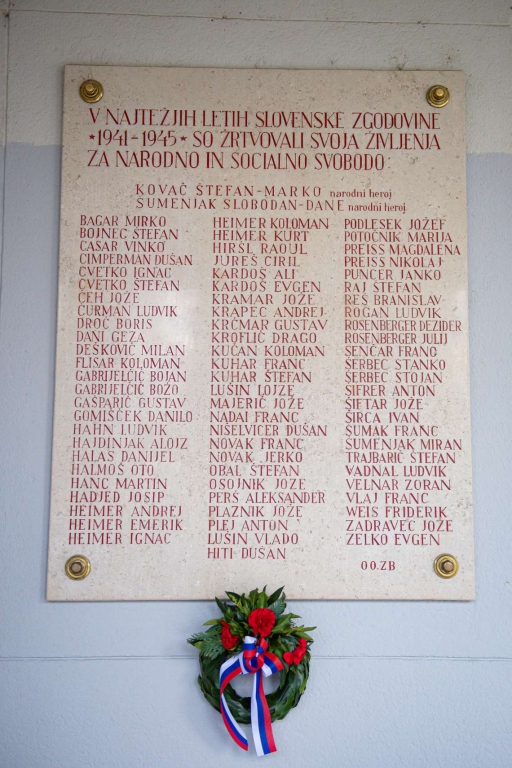 V NAJTEŽJIH LETIH SLOVENSKE ZGODOVINE
*1941-1945* SO ŽRTVOVALI SVOJA ŽIVLJENJA
ZA NARODNO IN SOCIALNO SVOBODO:
KOVAČ ŠTEFAN-MARKO narodni heroj
ŠUMENJAK SLOBODAN-DANE narodni heroj
BAGAR MIRKO
BOJNEC ŠTEFAN
CASAR VINKO
CIMPERMAN DUŠAN
CVETKO IGNAC
CVETKO ŠTEFAN
ČEH JOŽE
ČURMAN LUDVIK
DROČ BORIS
DANI GEZA
DEŠKOVIČ MILAN
FLISAR KOLOMAN
GABRIJELČIČ BOJAN
GABRIJELČIČ BOŽO
GAŠPARIČ GUSTAV
GOMIŠČEK DANILO
HAHN LUDVIK
HAJDINJAK ALOJZ
HALAS DANIJEL
HALMOŠ OTO
HANC MARTIN
HADJED JOSIP
HEIMER ANDREJ
HEIMER EMERIK
HEIMER IGNAC
HEIMER KOLOMAN
HEIMER KURT
HIRŠL RAOUL
JUREŠ CIRIL
KARDOŠ ALI
KARDOŠ EVGEN
KRAMAR JOŽE
KRAPEC ANDREJ
KRČMAR GUSTAV
KROFLIČ DRAGO
KUČAN KOLOMAN
KUHAR FRANC
KUHAR ŠTEFAN
LUŠIN LOJZE
MAJERIČ JOŽE
NADAI FRANC
NIŠELVICER DUŠAN
NOVAK FRANC
NOVAK JERKO
OBAL ŠTEFAN
OSOJNIK JOŽE
PERŠ ALEKSANDER
PLAZNIK JOŽE
PLEJ ANTON
LUŠIN VLADO
HITI DUŠAN
PODLESEK JOŽEF
POTOČNIK MARIJA
PREISS MAGDALENA
PREISS NIKOLAJ
PUNCER JANKO
RAJ ŠTEFAN
REŠ BRANISLAV
ROGAN LUDVIK
ROSENBERGER DEZIDER
ROSENBERGER JULIJ
SENČAR FRANC
ŠERBEC STANKO
ŠERBEC STOJAN
ŠIFRER ANTON
ŠIFTAR JOŽE
ŠIRCA IVAN
ŠUMAK FRANC
ŠUMENJAK MIRAN
TRAJBARIČ ŠTEFAN
VADNAL LUDVIK
VELNAR ZORAN
VLAJ FRANC
WEIS FRIDERIK
ZADRAVEC JOŽE
ŽELKO EVGEN
OO.ZB